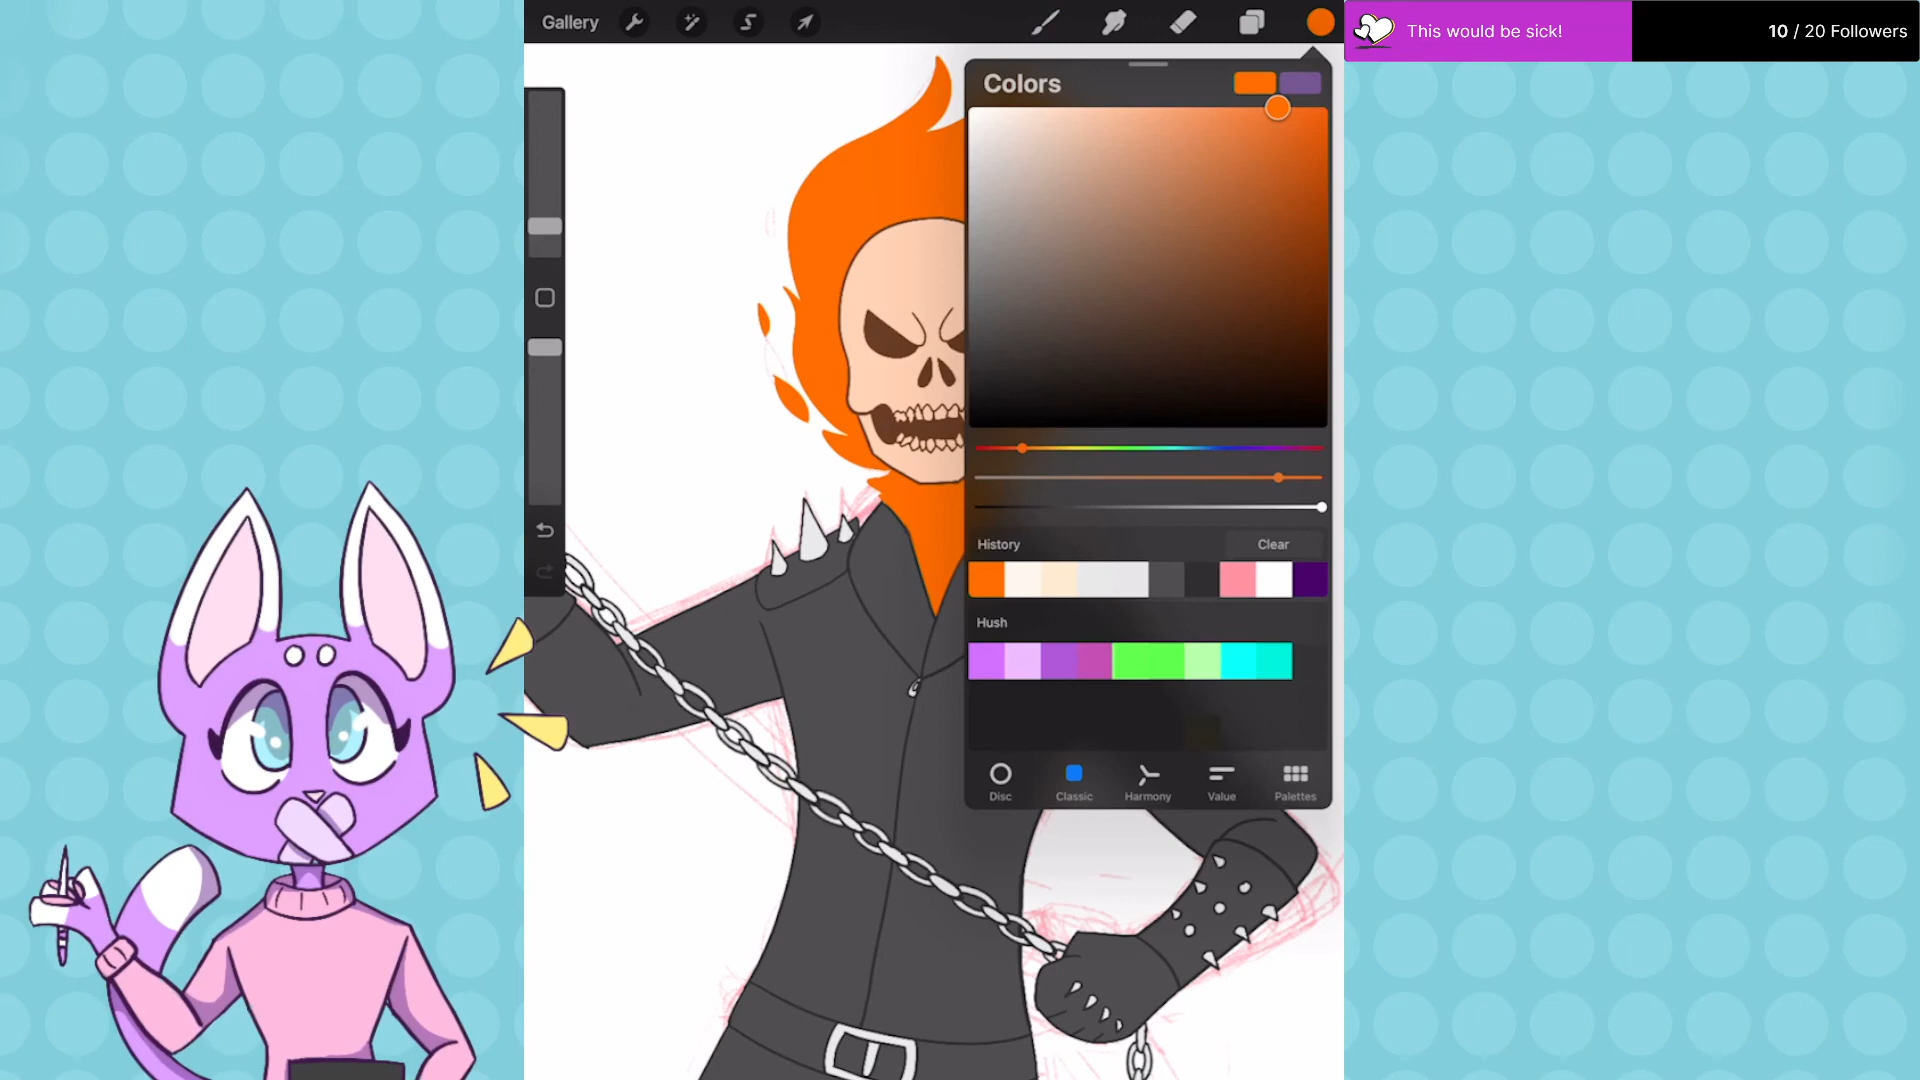 Gallery
This would be sick!
10 / 20 Followers
Colors
History
Clear
Hush
Disc
Classic
Harmony
Value
Palettes